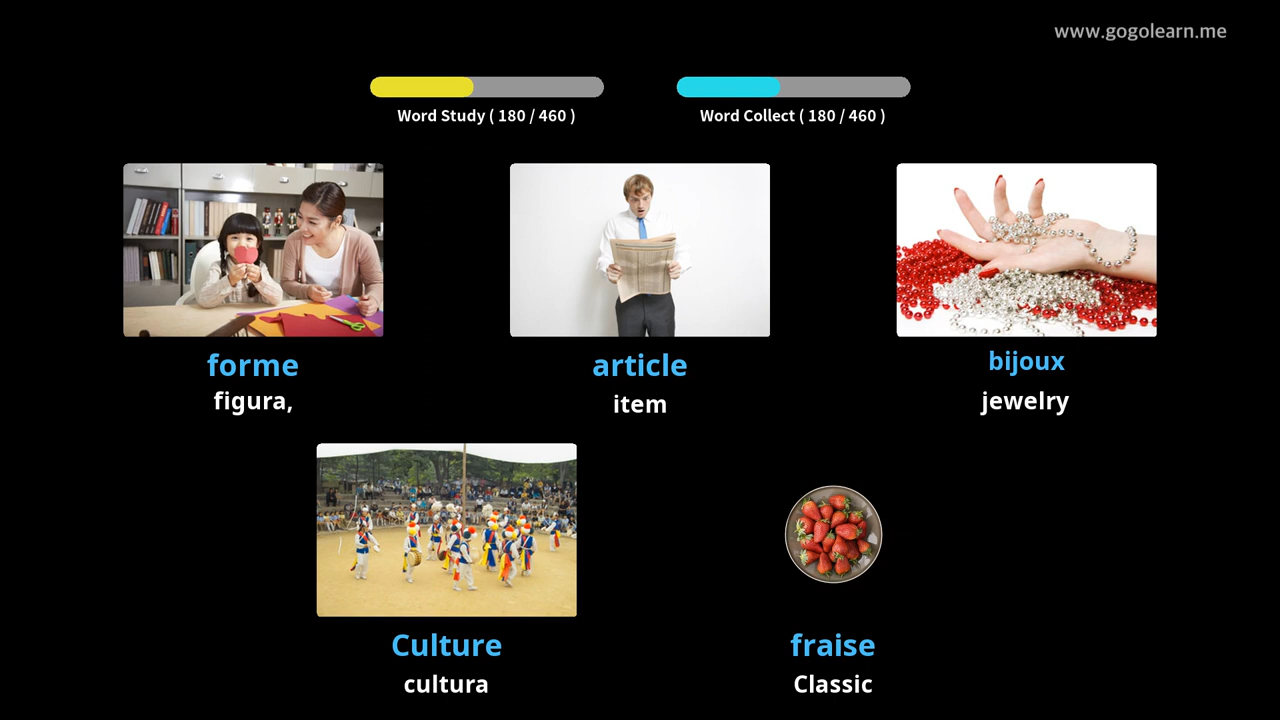 www.gogolearn.me
Word Study ( 180 / 460 )
Word Collect ( 180 / 460 )
forme
figura,
article
item
bijoux
jewelry
Culture
cultura
fraise
Classic